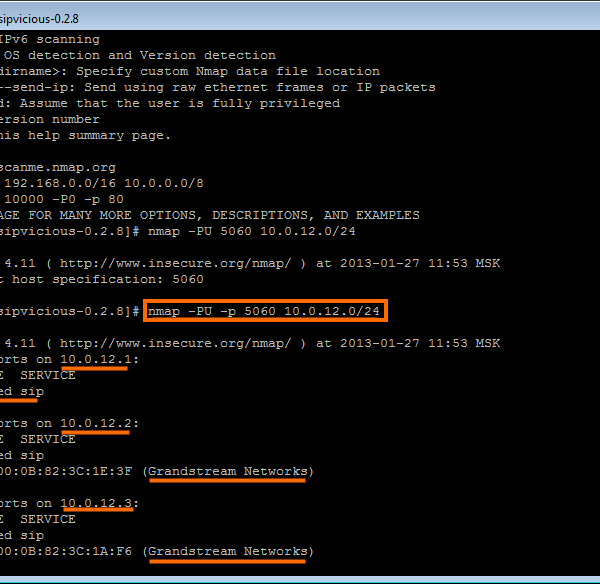 sipvicious-0.2.8
IPv6 scanning
OS detection and Version detection
dirname>: Specify custom Nmap data file location
--send-ip: Send using raw ethernet frames or IP packets
d: Assume that the user is fully privileged
ersion number
his help summary page.
scanme.nmap.org
192.168.0.0/16 10.0.0.0/8
10000 -P0 -p 80
AGE FOR MANY MORE OPTIONS, DESCRIPTIONS, AND EXAMPLES
sipvicious-0.2.8]# nmap -PU 5060 10.0.12.0/24
4.11 ( http://www.insecure.org/nmap/ ) at 2013-01-27 11:53 MSK
t host specification: 5060
sipvicious-0.2.8]# nmap -PU -p 5060 10.0.12.0/24
4.11 ( http://www.insecure.org/nmap/ ) at 2013-01-27 11:53 MSK
orts on 10.0.12.1:
E SERVICE
ed sip
orts on 10.0.12.2:
E SERVICE
ed sip
00:0B:82:3C:1E:3F (Grandstream Networks)
orts on 10.0.12.3:
E SERVICE
ed sip
00:0B:82:3C:1A:F6 (Grandstream Networks)